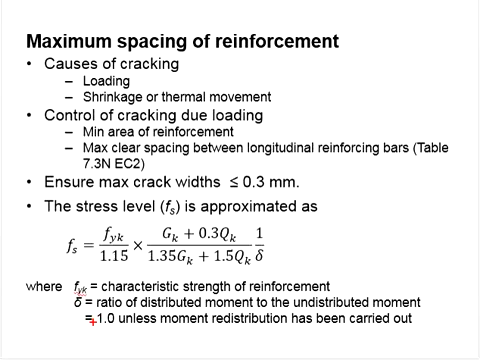 Maximum spacing of reinforcement
• Causes of cracking
– Loading
– Shrinkage or thermal movement
• Control of cracking due loading
– Min area of reinforcement
– Max clear spacing between longitudinal reinforcing bars (Table
7.3N EC2)
• Ensure max crack widths ≤ 0.3 mm.
• The stress level (fs) is approximated as
fs = fyk/1.15 × (Gk + 0.3Qk)/(1.35Gk + 1.5Qk) 1/δ
where fyk = characteristic strength of reinforcement
δ = ratio of distributed moment to the undistributed moment
= 1.0 unless moment redistribution has been carried out